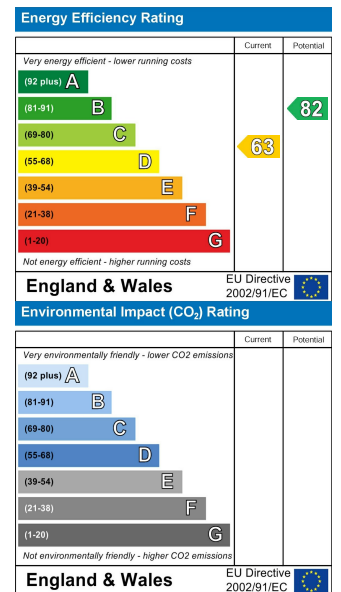 Energy Efficiency Rating
Current Potential
Very energy efficient - lower running costs
(92 plus) A
(81-91) B
82
(69-80) C
63
(55-68) D
(39-54) E
(21-38) F
(1-20) G
Not energy efficient - higher running costs
England & Wales
EU Directive
2002/91/EC
Environmental Impact (CO₂) Rating
Current Potential
Very environmentally friendly - lower CO2 emissions
(92 plus) A
(81-91) B
(69-80) C
(55-68) D
(39-54) E
(21-38) F
(1-20) G
Not environmentally friendly - higher CO2 emissions
England & Wales
EU Directive
2002/91/EC